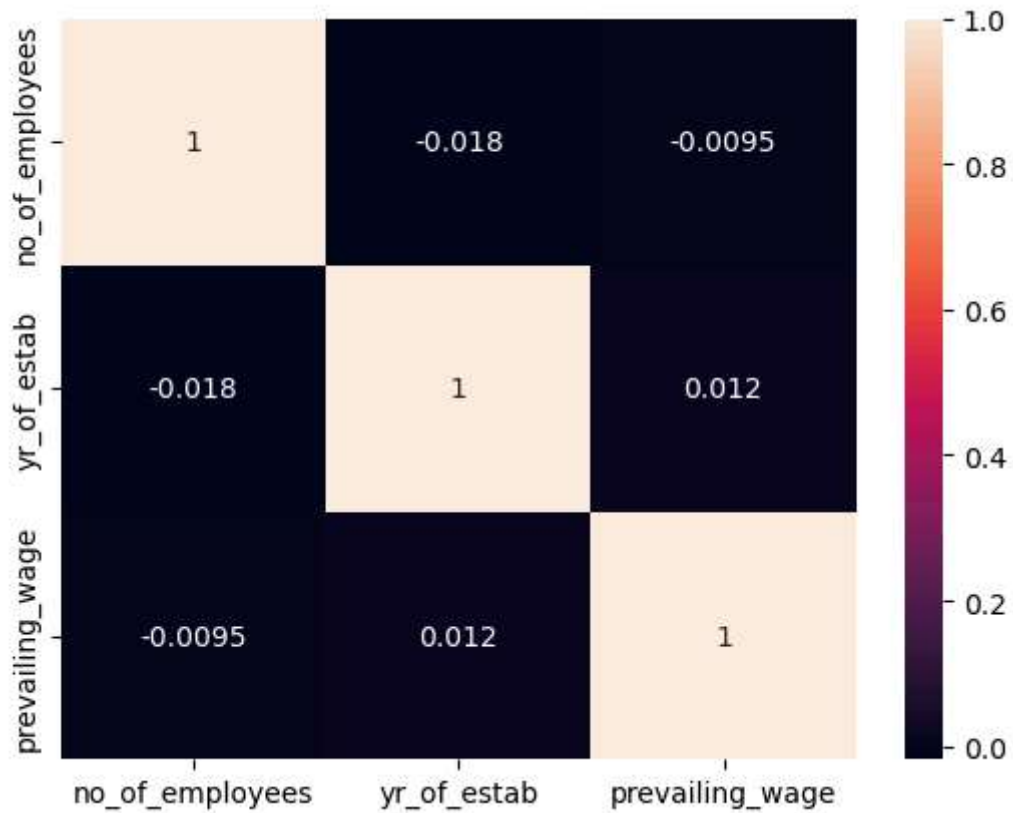 no_of_employees
1
-0.018
-0.0095
yr_of_estab
-0.018
1
0.012
prevailing_wage
-0.0095
0.012
1
no_of_employees
yr_of_estab
prevailing_wage
1.0
0.8
0.6
0.4
0.2
0.0